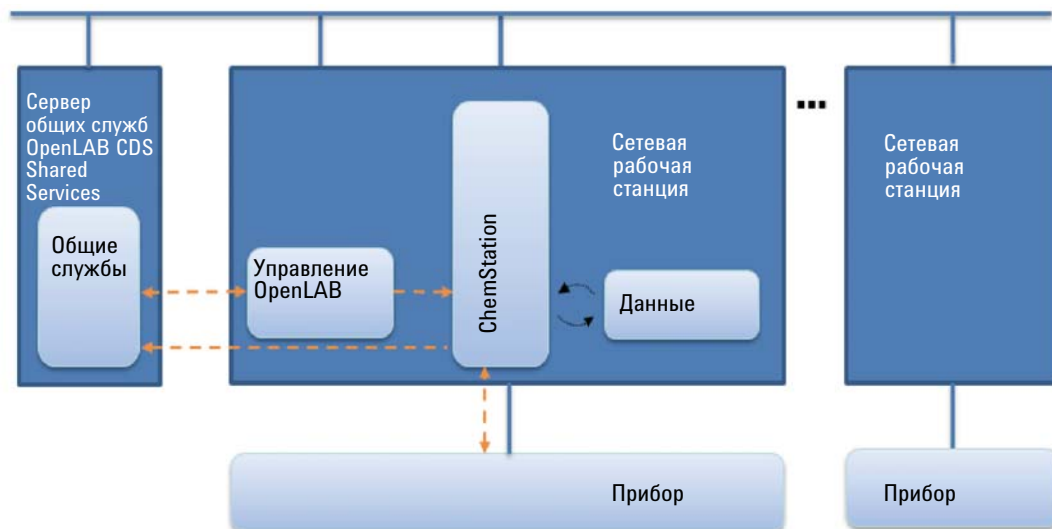 Сервер
общих служб
OpenLAB CDS
Shared
Services
Общие
службы
Управление
OpenLAB
ChemStation
Сетевая
рабочая
станция
Данные
Сетевая
рабочая
станция
Прибор
Прибор